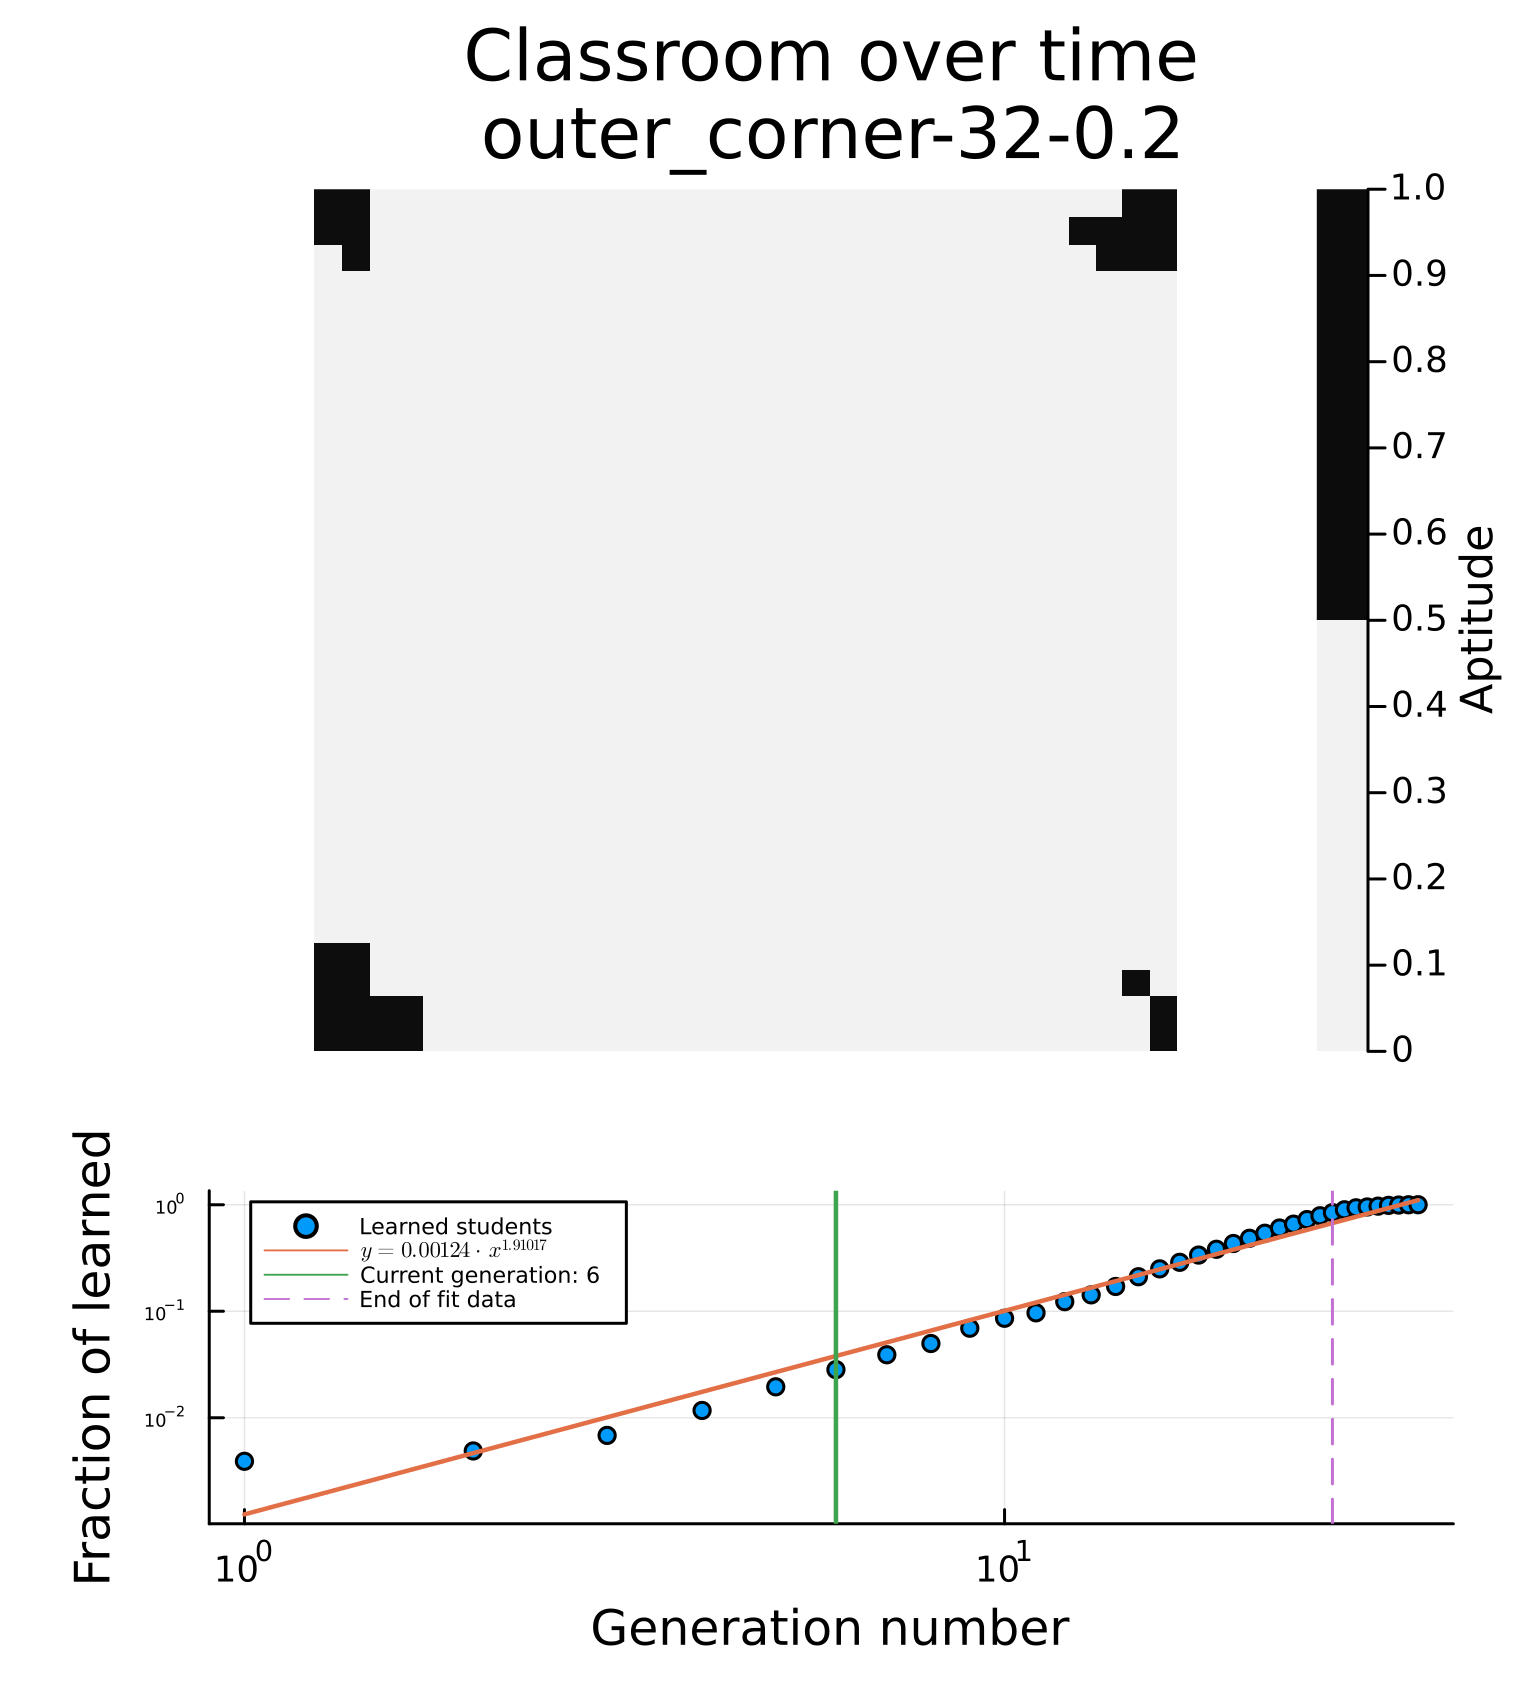 Classroom over time
outer_corner-32-0.2
1.0
0.9
0.8
0.7
0.6
0.5
0.4
0.3
0.2
0.1
0
Aptitude
Fraction of learned
10⁰
10⁻¹
10⁻²
Learned students
y = 0.00124 · x^1.91017
Current generation: 6
End of fit data
10⁰
10¹
Generation number